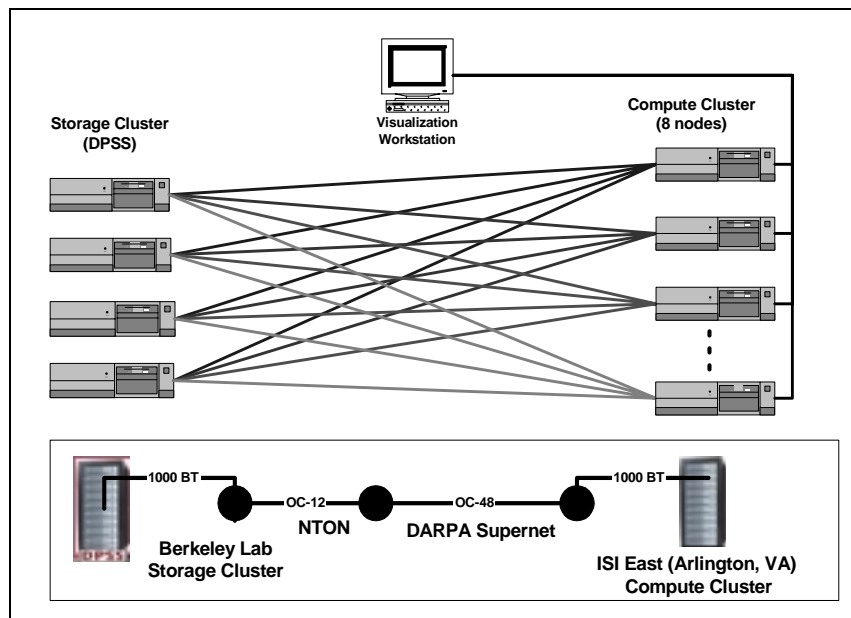 Visualization
Workstation
Storage Cluster
(DPSS)
Compute Cluster
(8 nodes)
1000 BT
OC-12
OC-48
1000 BT
NTON
DARPA Supernet
DPSS
Berkeley Lab
Storage Cluster
ISI East (Arlington, VA)
Compute Cluster